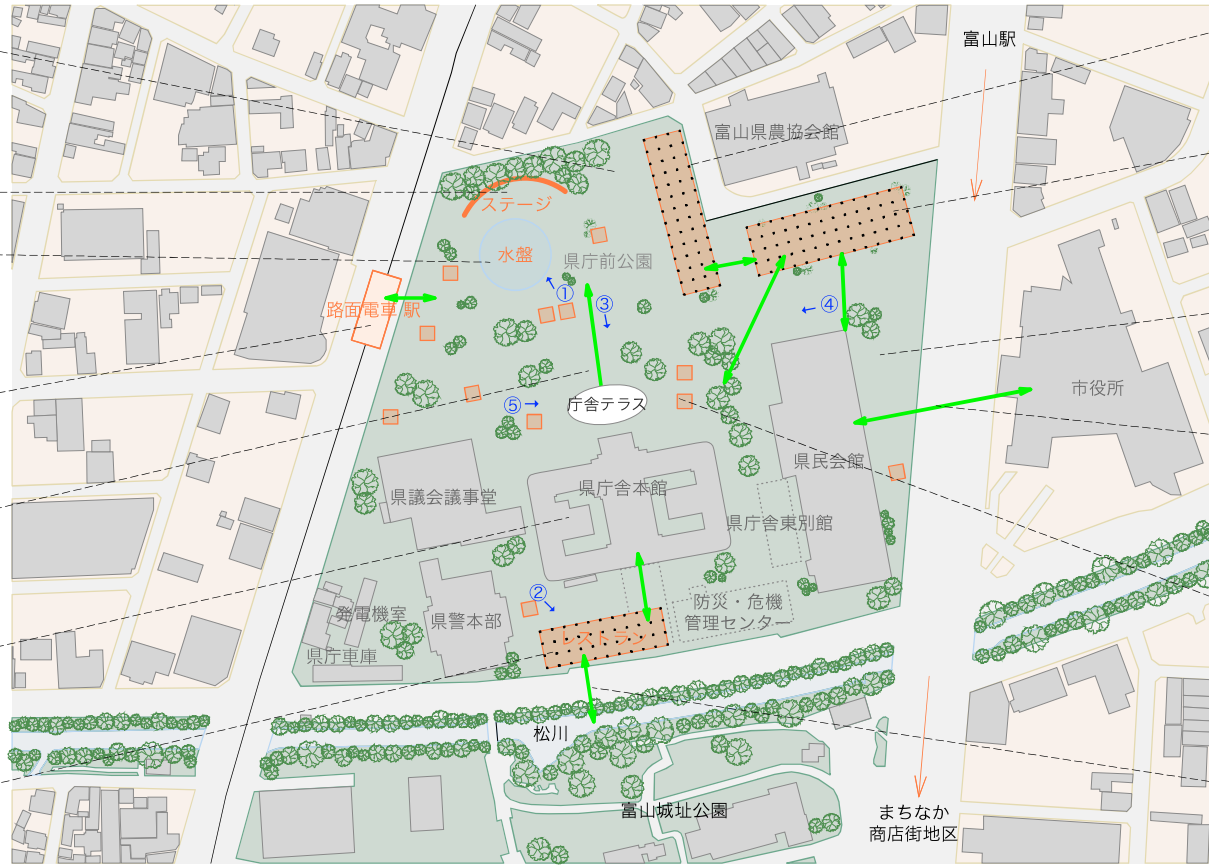 富山駅
富山県農協会館
ステージ
水盤
県庁前公園
①
③
④
路面電車 駅
庁舎テラス
⑤
市役所
県民会館
県庁舎本館
県議会議事堂
県庁舎東別館
②
防災・危機
管理センター
発電機室
県警本部
レストラン
県庁車庫
松川
富山城址公園
まちなか
商店街地区